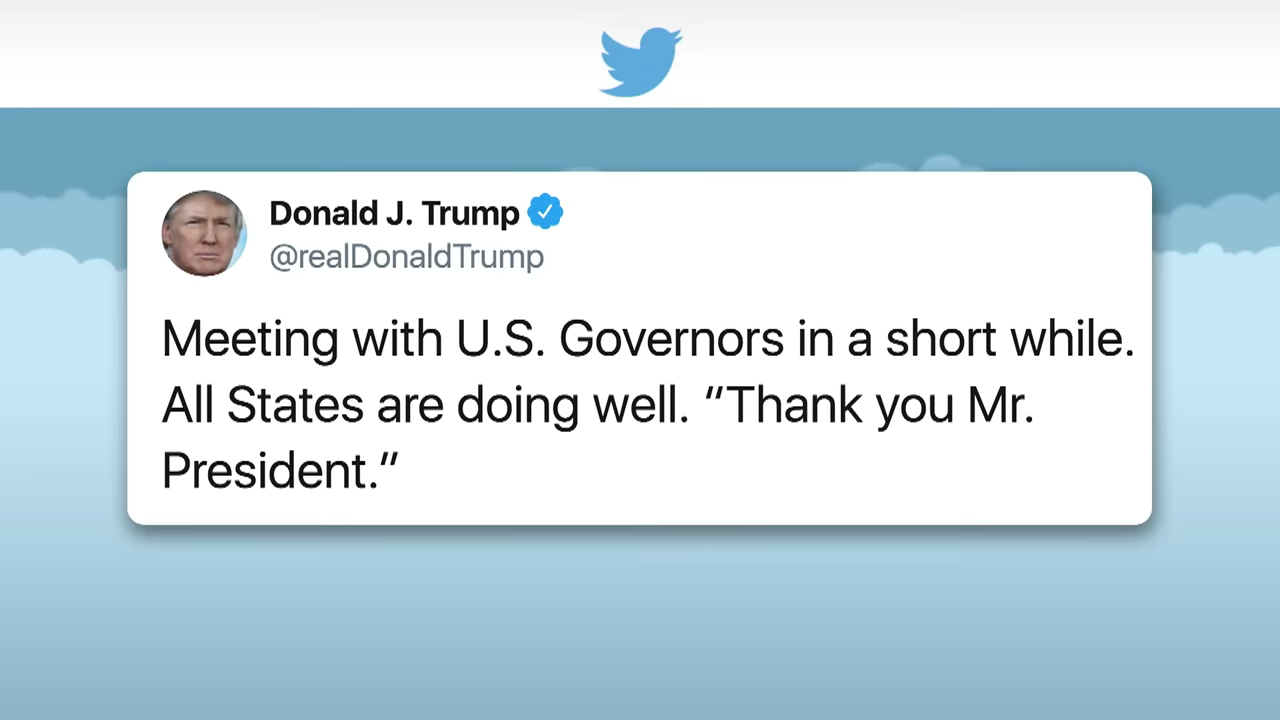 Donald J. Trump
@realDonaldTrump
Meeting with U.S. Governors in a short while.
All States are doing well. “Thank you Mr.
President.”